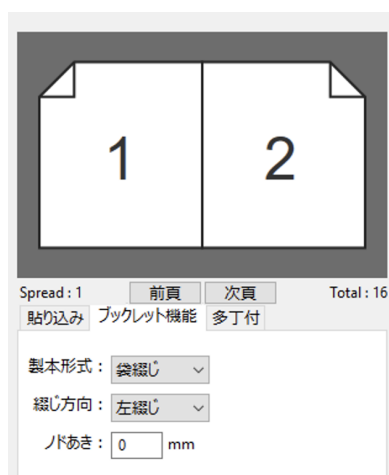 1 2
Spread : 1 前頁 次頁 Total : 16
貼り込み ブックレット機能 多丁付
製本形式： 袋綴じ
綴じ方向： 左綴じ
ノドあき： 0 mm